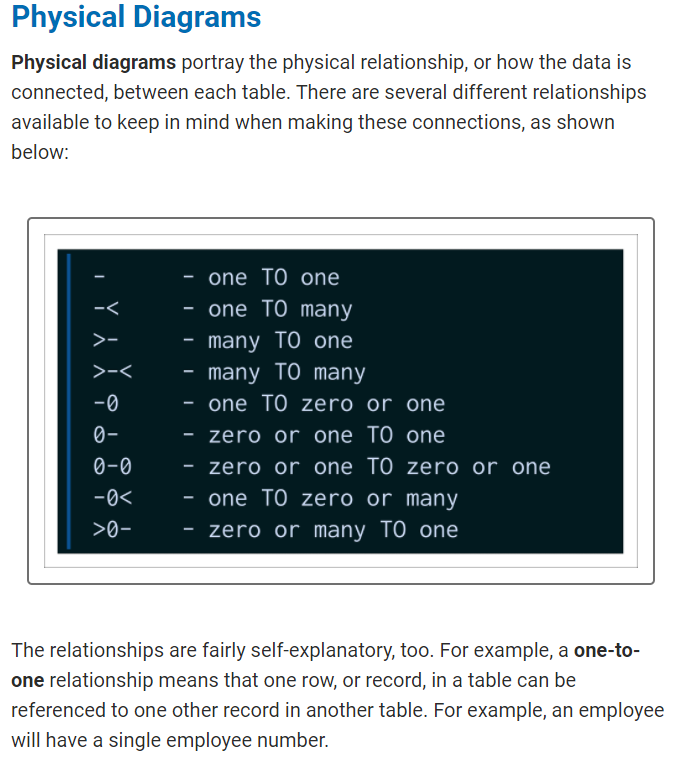 Physical Diagrams
Physical diagrams portray the physical relationship, or how the data is
connected, between each table. There are several different relationships
available to keep in mind when making these connections, as shown
below:
- - one TO one
-< - one TO many
>- - many TO one
>-< - many TO many
-0 - one TO zero or one
0- - zero or one TO one
0-0 - zero or one TO zero or one
-0< - one TO zero or many
>0- - zero or many TO one
The relationships are fairly self-explanatory, too. For example, a one-to-
one relationship means that one row, or record, in a table can be
referenced to one other record in another table. For example, an employee
will have a single employee number.